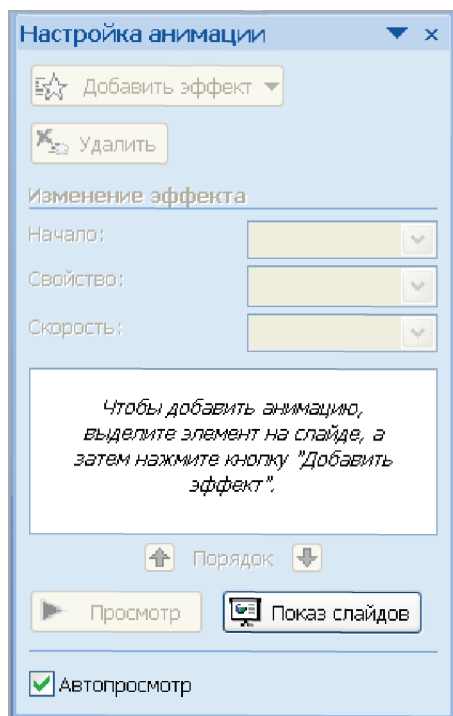 Настройка анимации
Добавить эффект
Удалить
Изменение эффекта
Начало:
Свойство:
Скорость:
Чтобы добавить анимацию,
выделите элемент на слайде, а
затем нажмите кнопку "Добавить
эффект".
Порядок
Просмотр
Показ слайдов
Автопросмотр